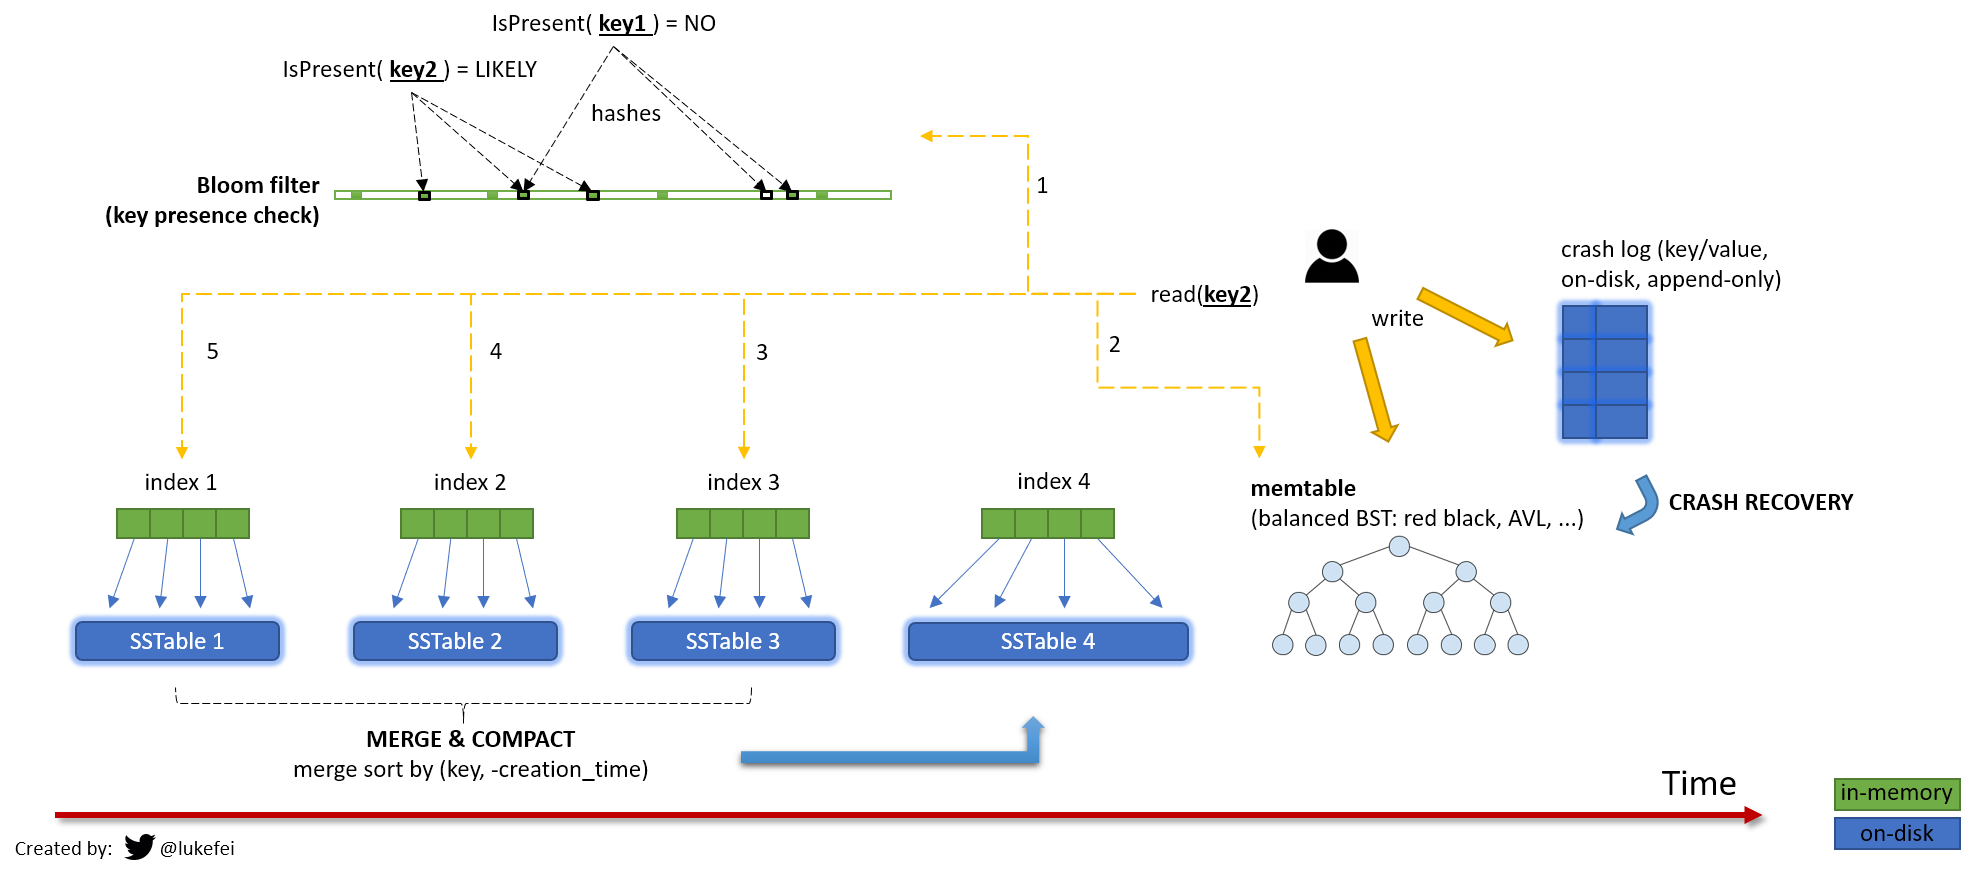 IsPresent( key1 ) = NO
IsPresent( key2 ) = LIKELY
hashes
Bloom filter
(key presence check)
1
read(key2)
write
crash log (key/value,
on-disk, append-only)
5
4
3
2
index 1
index 2
index 3
index 4
memtable
(balanced BST: red black, AVL, ...)
CRASH RECOVERY
SSTable 1
SSTable 2
SSTable 3
SSTable 4
MERGE & COMPACT
merge sort by (key, -creation_time)
Time
in-memory
on-disk
Created by: @lukefei